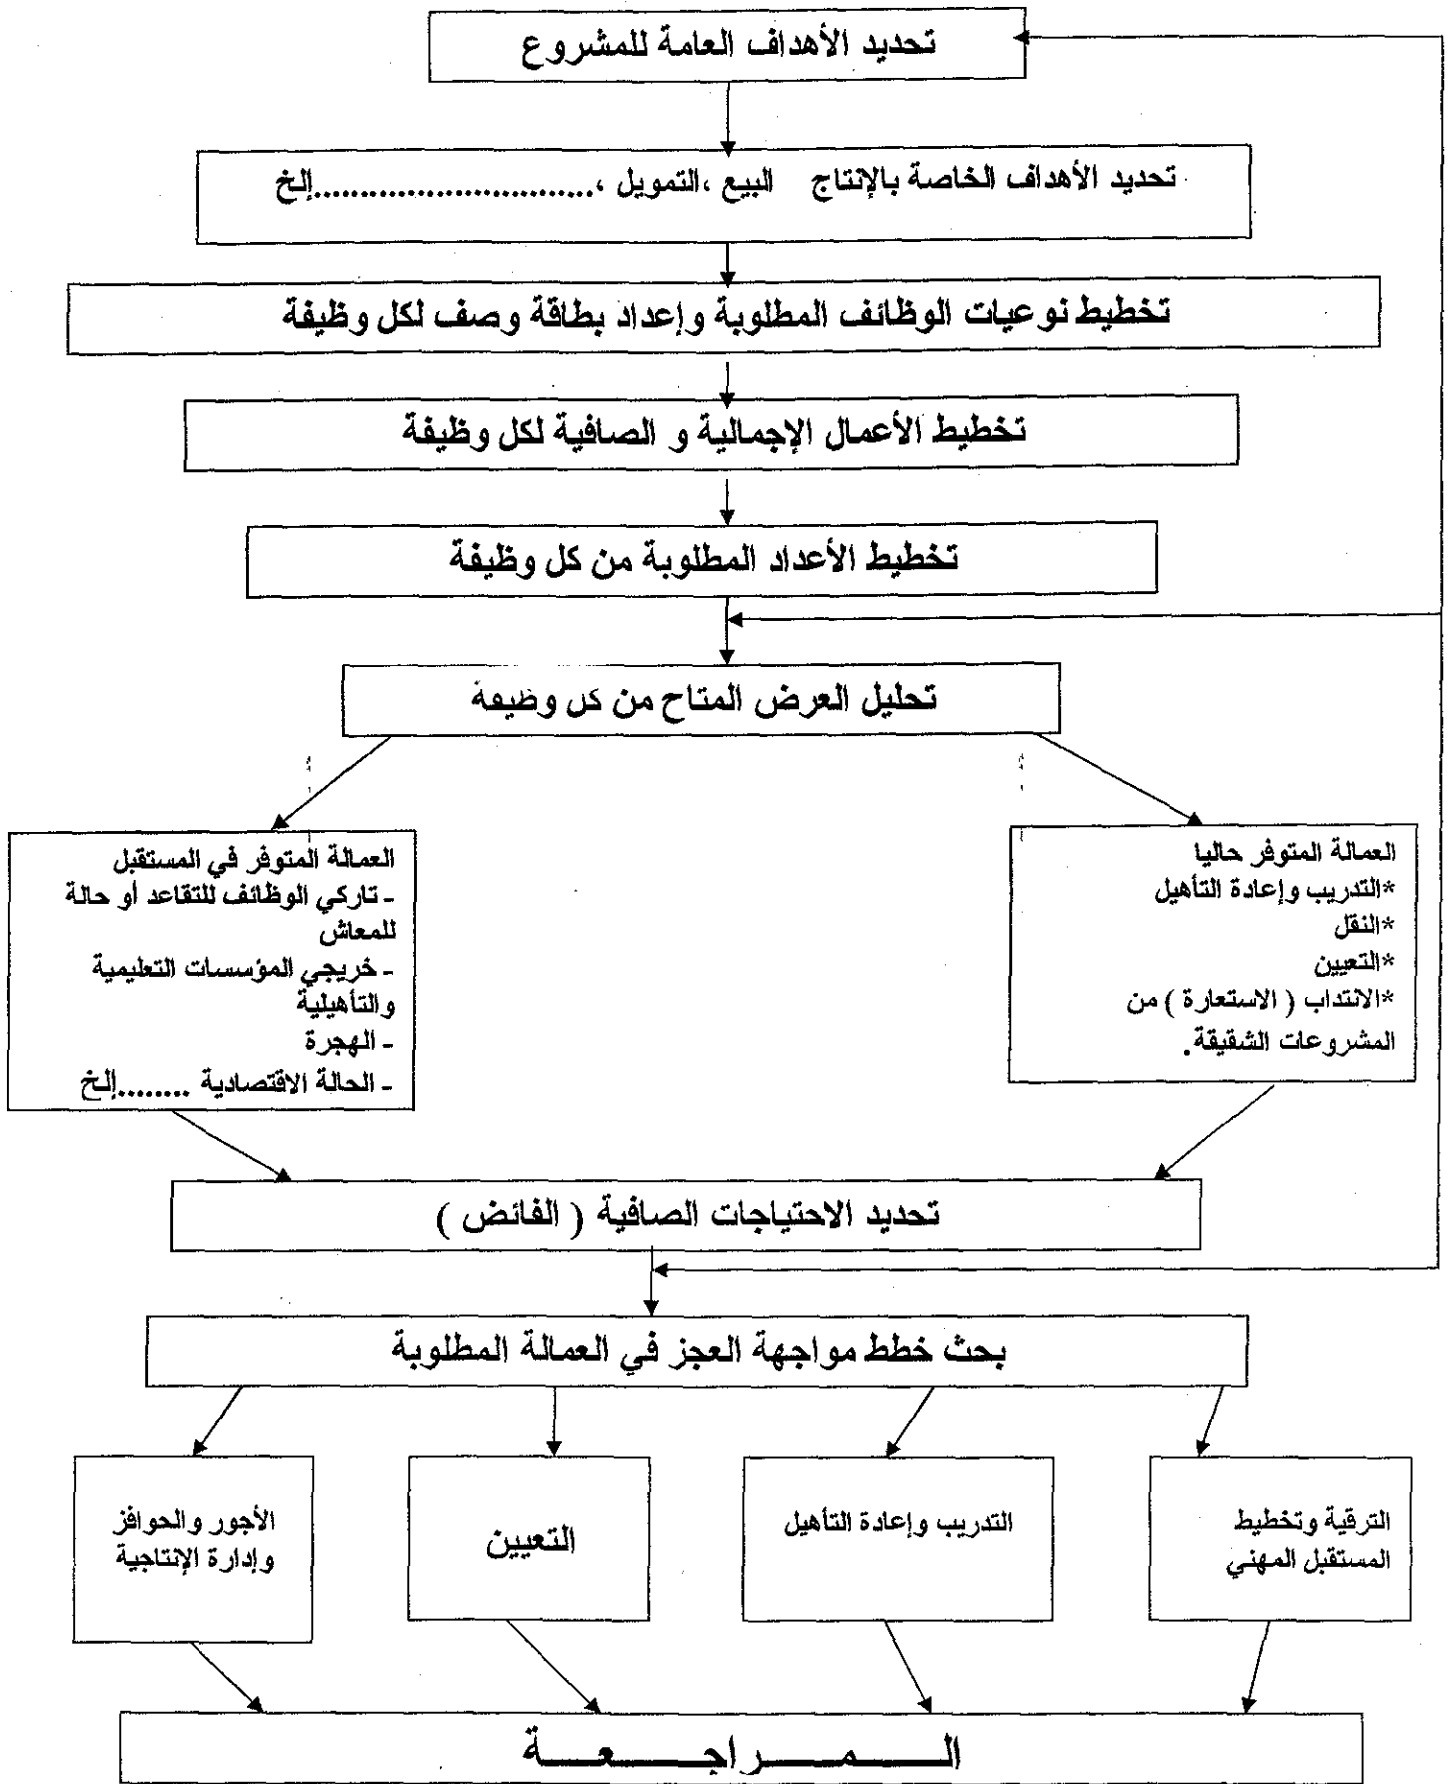 تحديد الأهداف العامة للمشروع
تحديد الأهداف الخاصة بالإنتاج البيع ،التمويل ،.............................إلخ
تخطيط نوعيات الوظائف المطلوبة وإعداد بطاقة وصف لكل وظيفة
تخطيط الأعمال الإجمالية و الصافية لكل وظيفة
تخطيط الأعداد المطلوبة من كل وظيفة
تحليل العرض المتاح من كل وظيفة
العمالة المتوفر حاليا
*التدريب وإعادة التأهيل
*النقل
*التعيين
*الانتداب ( الاستعارة ) من
المشروعات الشقيقة.
العمالة المتوفر في المستقبل
- تاركي الوظائف للتقاعد أو حالة
للمعاش
- خريجي المؤسسات التعليمية
والتأهيلية
- الهجرة
- الحالة الاقتصادية ........إلخ
تحديد الاحتياجات الصافية ( الفائض )
بحث خطط مواجهة العجز في العمالة المطلوبة
الترقية وتخطيط
المستقبل المهني
التدريب وإعادة التأهيل
التعيين
الأجور والحوافز
وإدارة الإنتاجية
الـــــمـــــراجـــــعـــــة